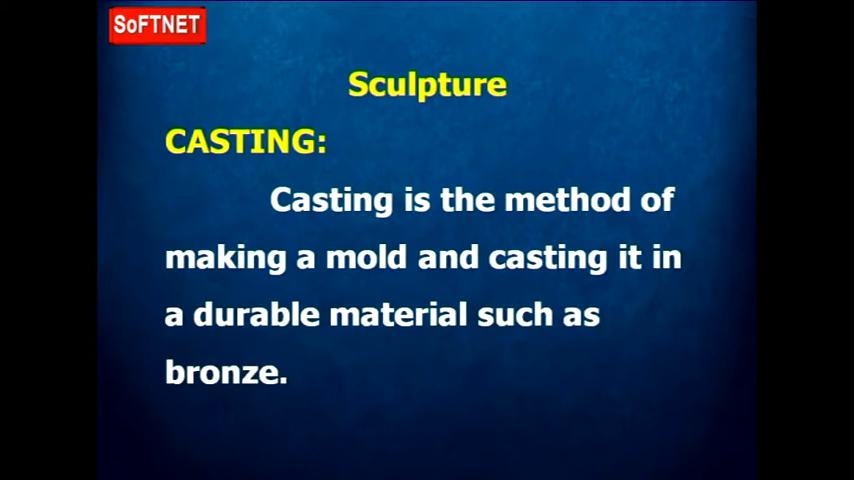 SoFTNET
Sculpture
CASTING:
Casting is the method of
making a mold and casting it in
a durable material such as
bronze.